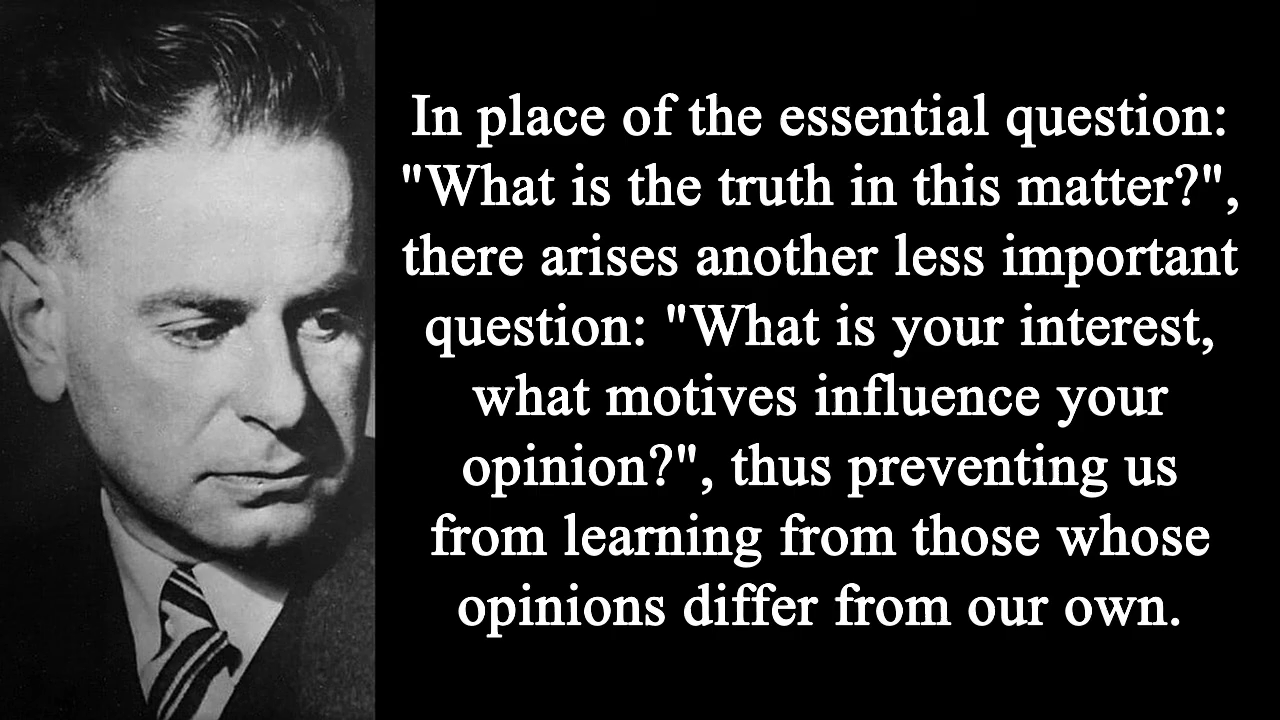 In place of the essential question:
"What is the truth in this matter?",
there arises another less important
question: "What is your interest,
what motives influence your
opinion?", thus preventing us
from learning from those whose
opinions differ from our own.